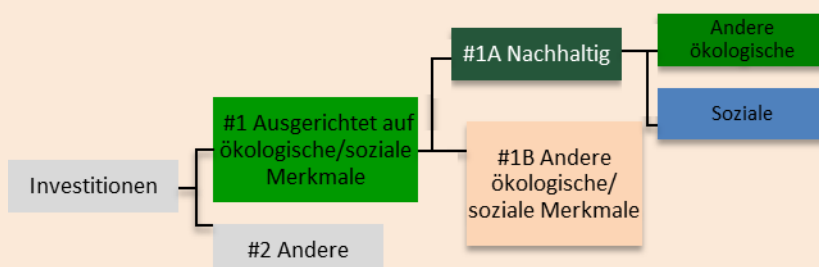 Investitionen
#1 Ausgerichtet auf
ökologische/soziale
Merkmale
#2 Andere
#1A Nachhaltig
#1B Andere
ökologische/
soziale Merkmale
Andere
ökologische
Soziale